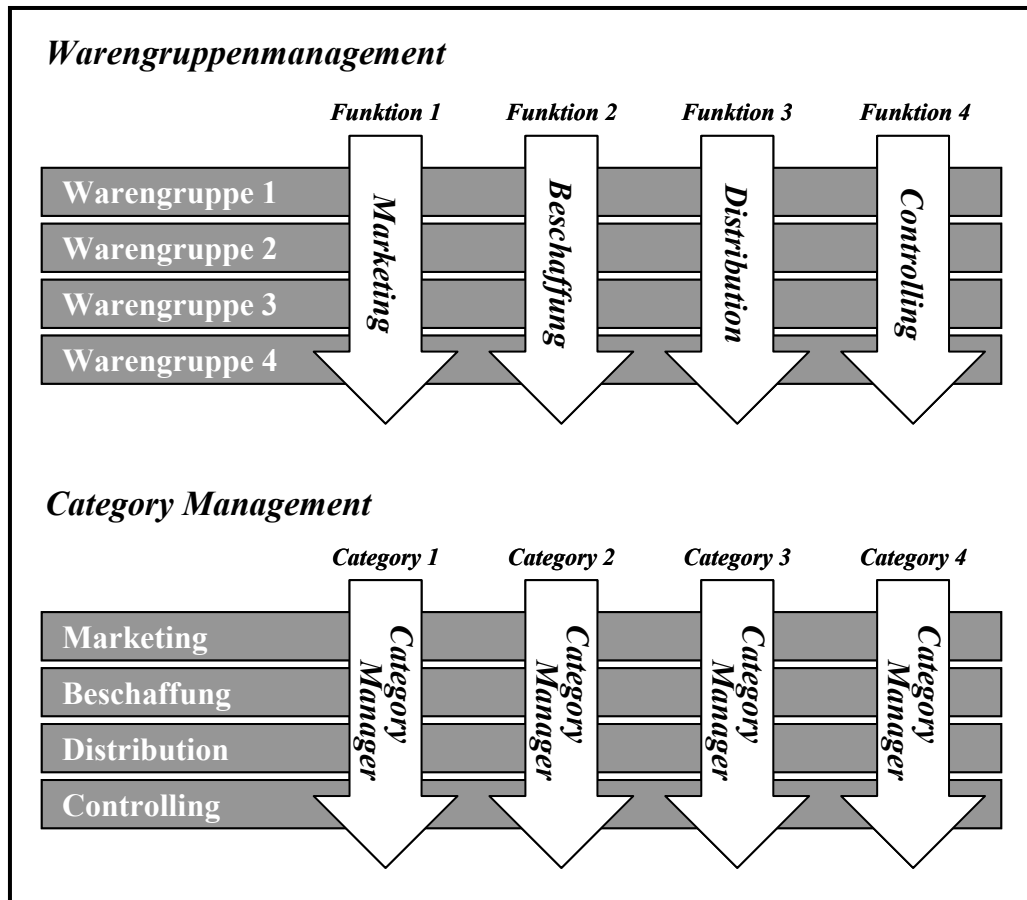 Warengruppenmanagement
Funktion 1 Funktion 2 Funktion 3 Funktion 4
Warengruppe 1
Warengruppe 2
Warengruppe 3
Warengruppe 4
Marketing
Beschaffung
Distribution
Controlling
Category Management
Category 1 Category 2 Category 3 Category 4
Marketing
Beschaffung
Distribution
Controlling
Category
Manager
Category
Manager
Category
Manager
Category
Manager